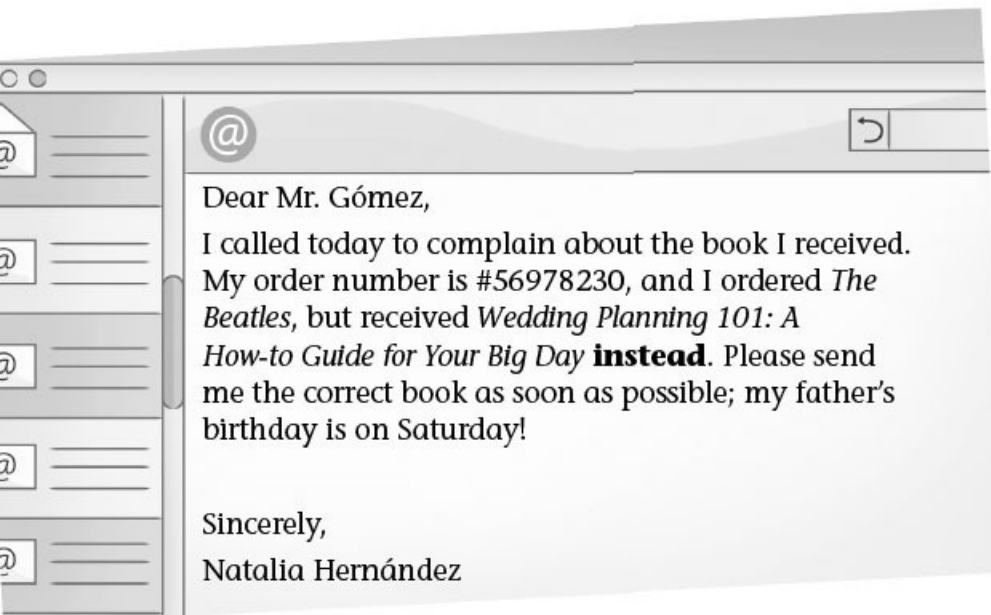 @
Dear Mr. Gómez,
I called today to complain about the book I received.
My order number is #56978230, and I ordered The
Beatles, but received Wedding Planning 101: A
How-to Guide for Your Big Day instead. Please send
me the correct book as soon as possible; my father's
birthday is on Saturday!
Sincerely,
Natalia Hernández
@
@
@
@
@